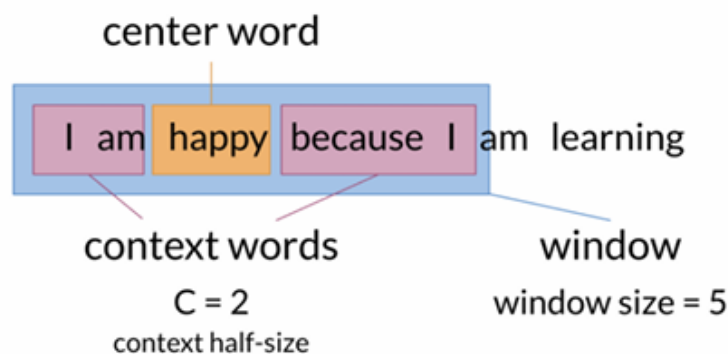 center word
I am happy because I am learning
context words
window
C = 2
window size = 5
context half-size